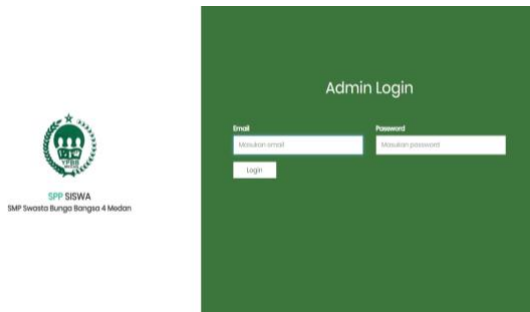 SPP SISWA
SMP Swasta Bunga Bangsa 4 Medan
Admin Login
Email
Password
Masukan email
Masukan password
Login